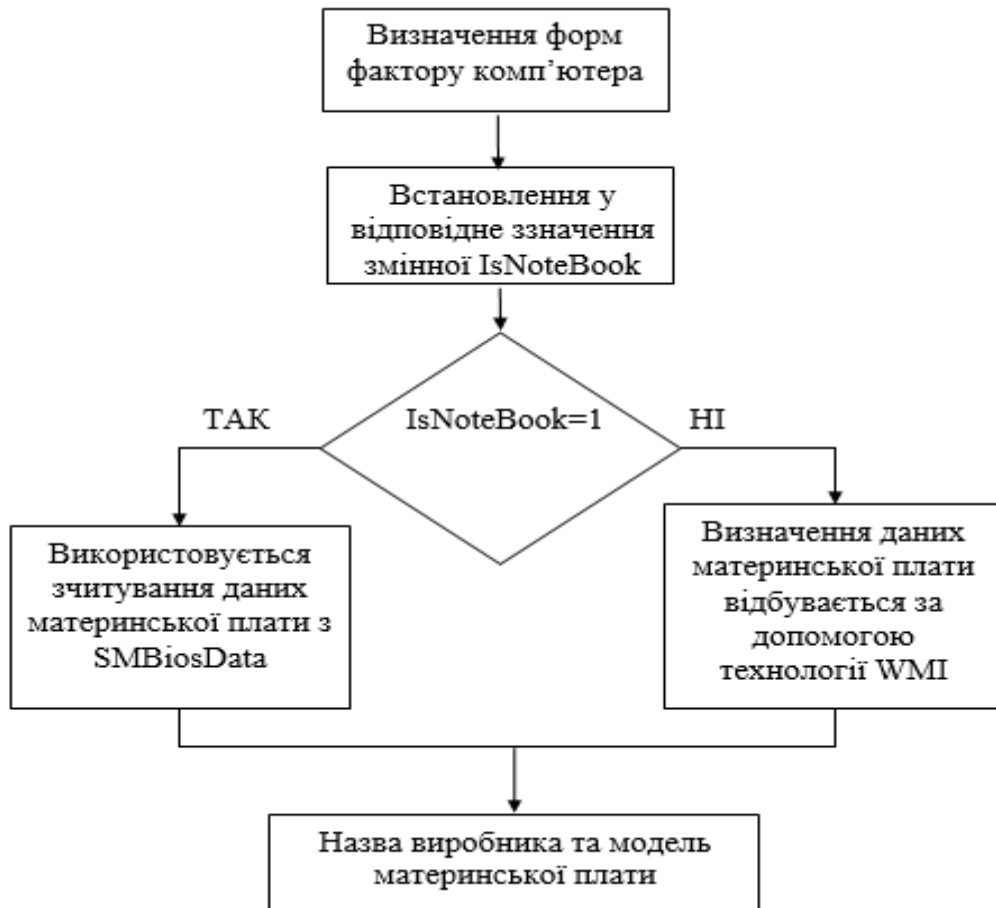 Визначення форм
фактору комп’ютера
Встановлення у
відповідне ззначення
змінної IsNoteBook
ТАК
IsNoteBook=1
НІ
Використовується
зчитування даних
материнської плати з
SMBiosData
Визначення даних
материнської плати
відбувається за
допомогою
технології WMI
Назва виробника та модель
материнської плати